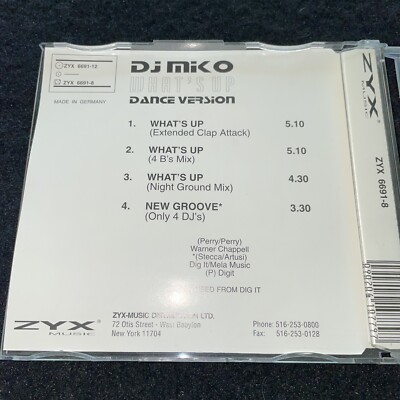 ZYX 6691-12
ZYX 6691-8
MADE IN GERMANY
DJ MIKO
WHAT'S UP
DANCE VERSION
1. WHAT'S UP 5.10
(Extended Clap Attack)
2. WHAT'S UP 5.10
(4 B's Mix)
3. WHAT'S UP 4.30
(Night Ground Mix)
4. NEW GROOVE* 3.30
(Only 4 DJ's)
(Perry/Perry)
Warner Chappell
*(Stecca/Artusi)
Dig It/Mela Music
(P) Digit
FROM DIG IT
ZYX
MUSIC
ZYX-MUSIC LTD.
72 Otis Street - West Babylon
New York 11704
Phone: 516-253-0800
Fax: 516-253-0128
ZYX
MUSIC
ZYX 6691-8